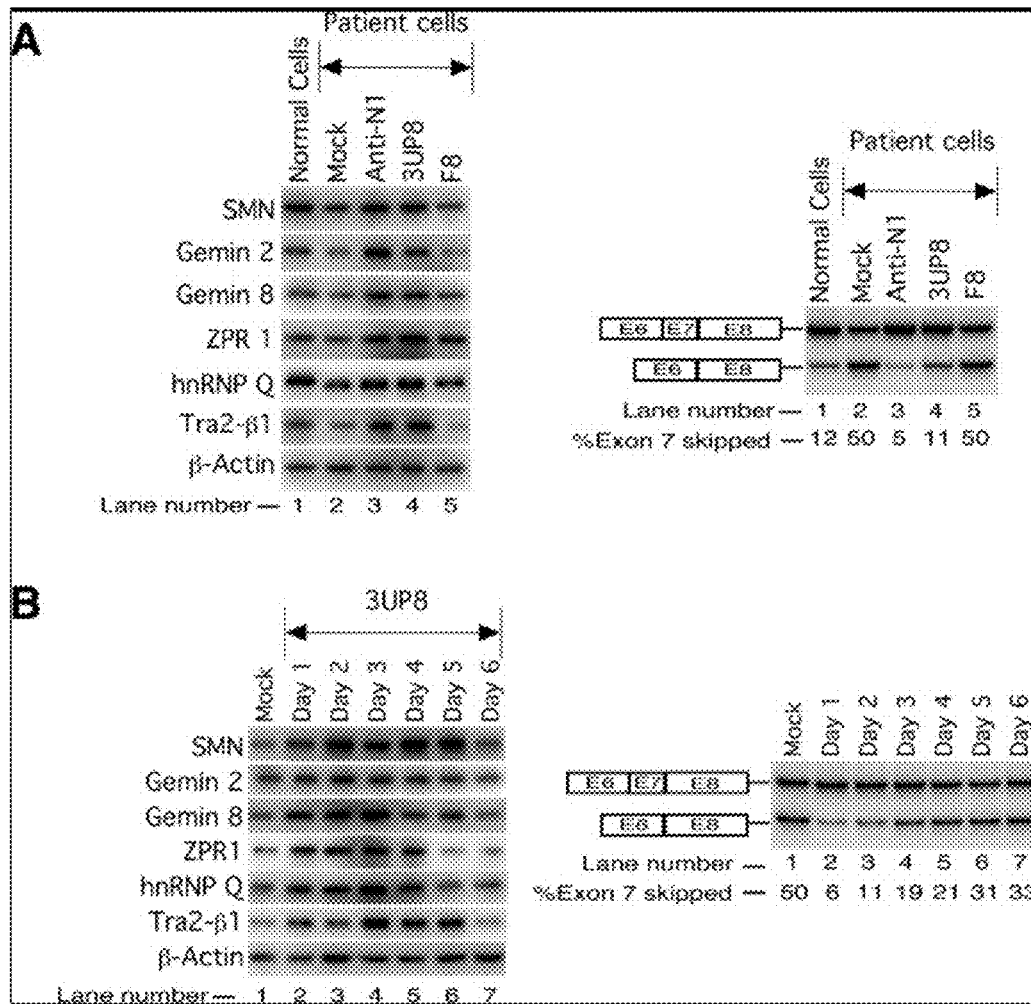 A
Patient cells
Normal Cells
Mock
Anti-N1
3UP8
F8
SMN
Gemin 2
Gemin 8
ZPR 1
hnRNP Q
Tra2-β1
β-Actin
Lane number — 1 2 3 4 5
Patient cells
Normal Cells
Mock
Anti-N1
3UP8
F8
E6 E7 E8
E6 E8
Lane number — 1 2 3 4 5
%Exon 7 skipped — 12 50 5 11 50
B
3UP8
Mock
Day 1
Day 2
Day 3
Day 4
Day 5
Day 6
SMN
Gemin 2
Gemin 8
ZPR1
hnRNP Q
Tra2-β1
β-Actin
Lane number — 1 2 3 4 5 6 7
Mock
Day 1
Day 2
Day 3
Day 4
Day 5
Day 6
E6 E7 E8
E6 E8
Lane number — 1 2 3 4 5 6 7
%Exon 7 skipped — 50 6 11 19 21 31 33